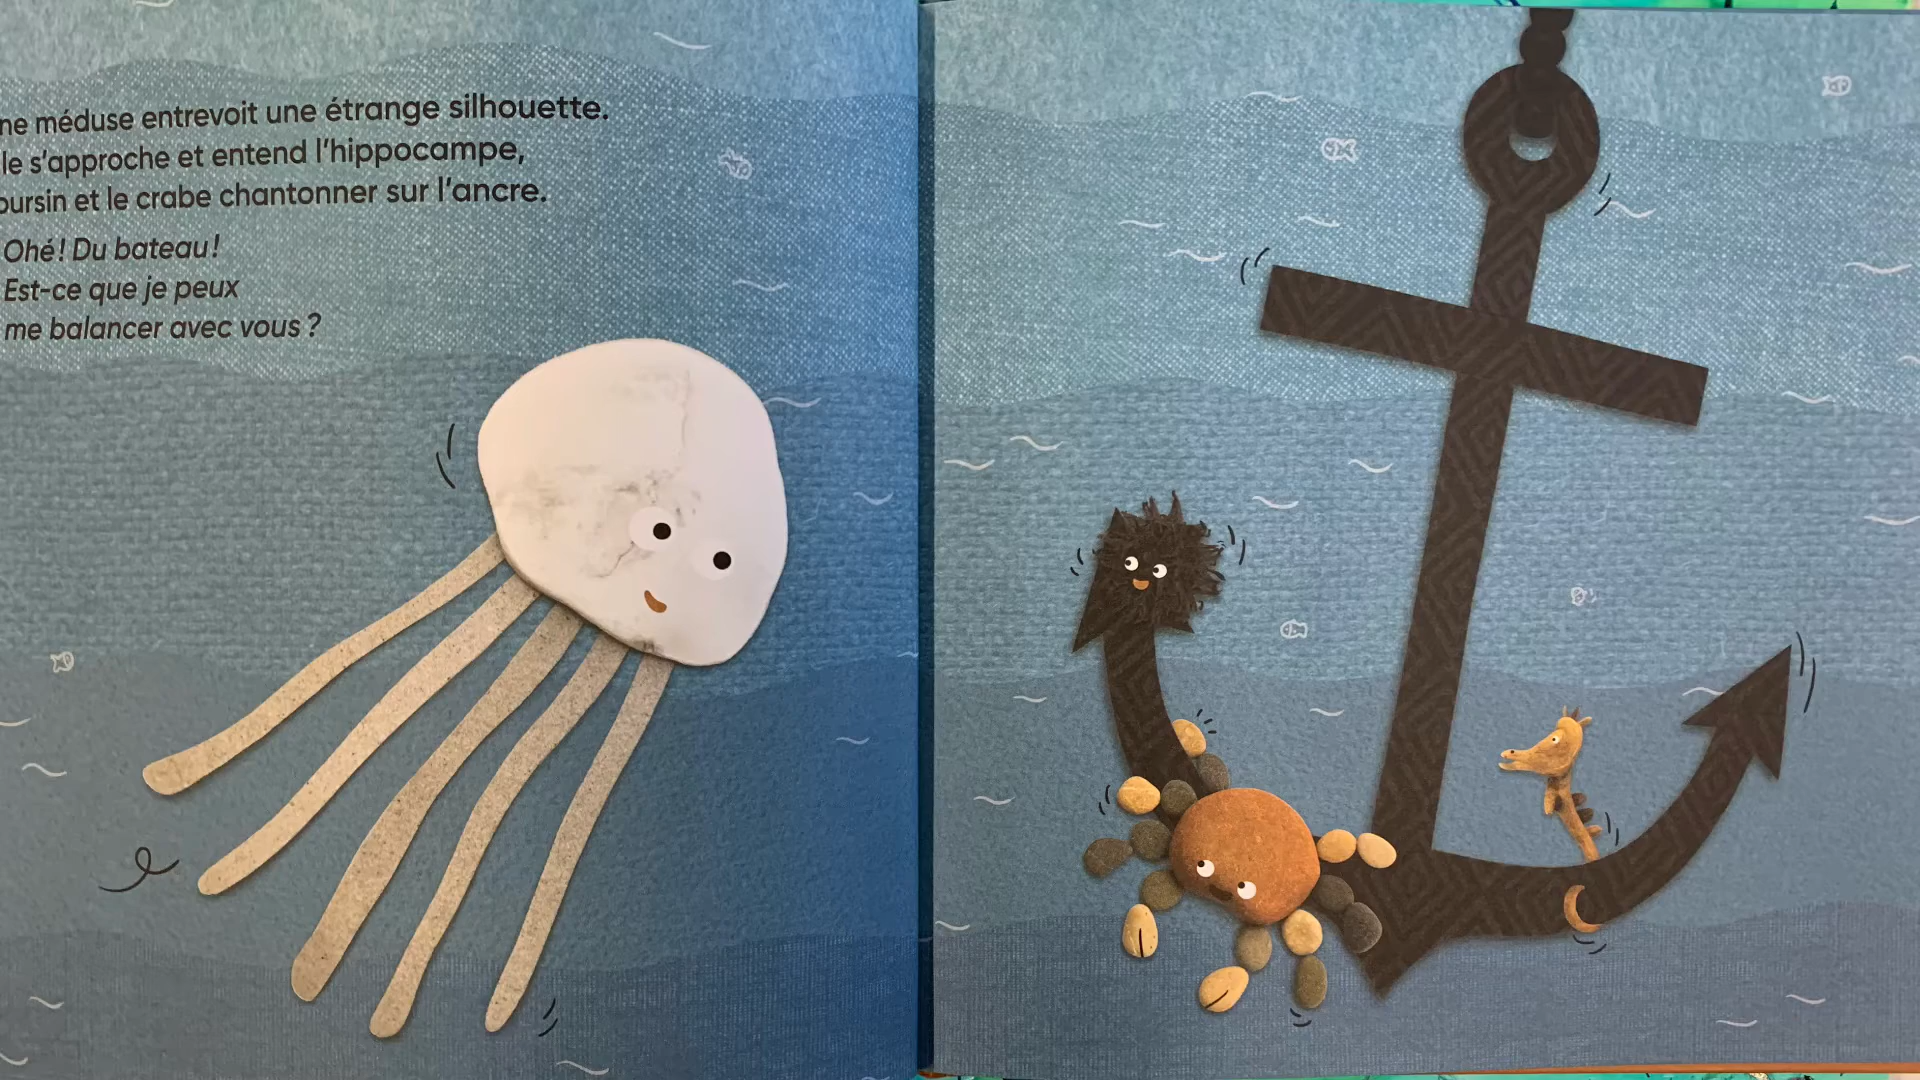 ne méduse entrevoit une étrange silhouette.
le s'approche et entend l'hippocampe,
oursin et le crabe chantonner sur l'ancre.
Ohé ! Du bateau !
Est-ce que je peux
me balancer avec vous ?